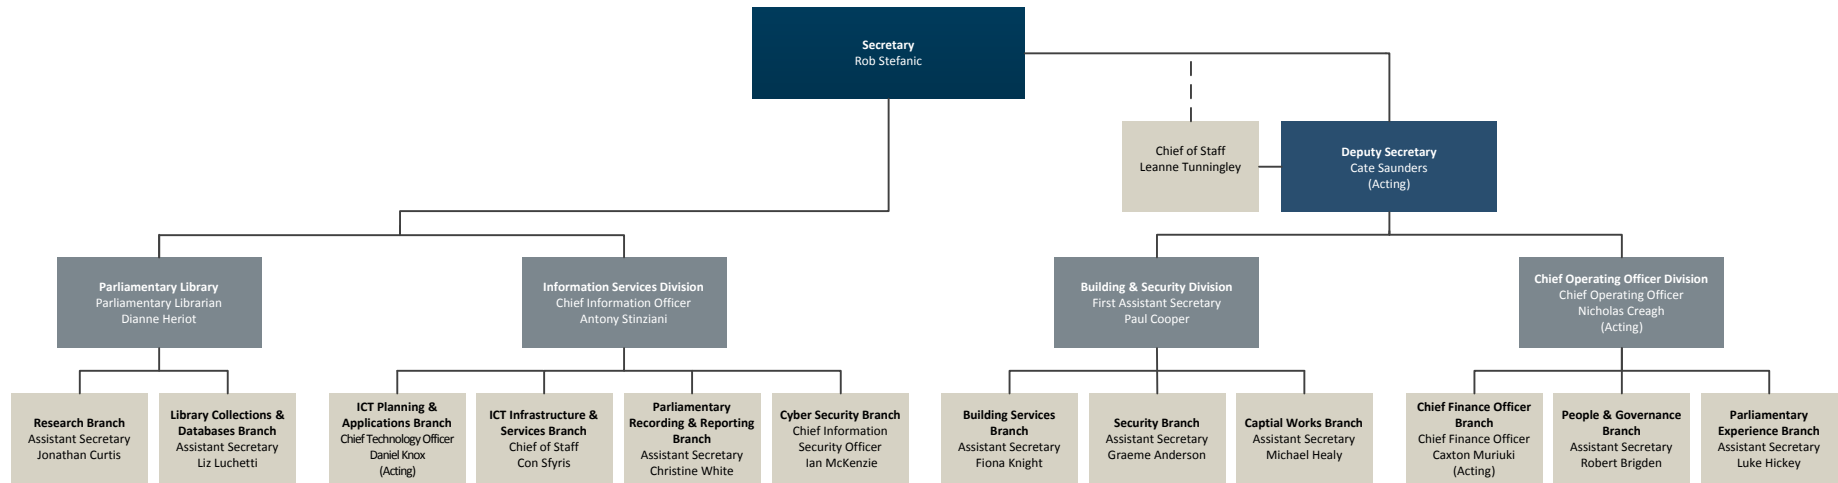 Secretary
Rob Stefanic
Chief of Staff
Leanne Tunningley
Deputy Secretary
Cate Saunders
(Acting)
Parliamentary Library
Parliamentary Librarian
Dianne Heriot
Information Services Division
Chief Information Officer
Antony Stinziani
Building & Security Division
First Assistant Secretary
Paul Cooper
Chief Operating Officer Division
Chief Operating Officer
Nicholas Creagh
(Acting)
Research Branch
Assistant Secretary
Jonathan Curtis
Library Collections &
Databases Branch
Assistant Secretary
Liz Luchetti
ICT Planning &
Applications Branch
Chief Technology Officer
Daniel Knox
(Acting)
ICT Infrastructure &
Services Branch
Chief of Staff
Con Sfyris
Parliamentary
Recording & Reporting
Branch
Assistant Secretary
Christine White
Cyber Security Branch
Chief Information
Security Officer
Ian McKenzie
Building Services
Branch
Assistant Secretary
Fiona Knight
Security Branch
Assistant Secretary
Graeme Anderson
Captial Works Branch
Assistant Secretary
Michael Healy
Chief Finance Officer
Branch
Chief Finance Officer
Caxton Muriuki
(Acting)
People & Governance
Branch
Assistant Secretary
Robert Brigden
Parliamentary
Experience Branch
Assistant Secretary
Luke Hickey